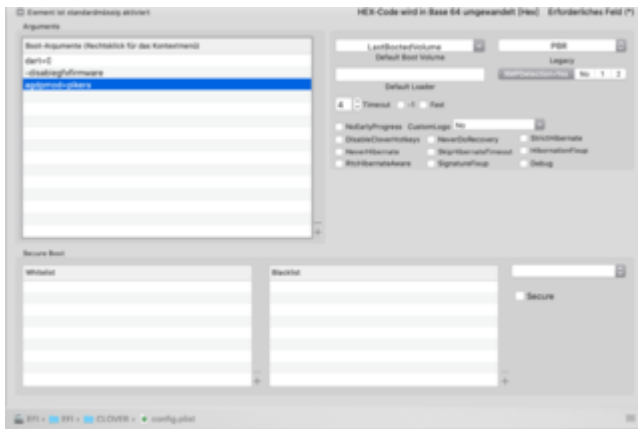 Element ist standardmässig aktiviert
HEX-Code wird in Base 64 umgewandelt [Hex] Erforderliches Feld (*)
Arguments
Boot-Argumente (Rechtsklick für das Kontextmenü)
dart=0
-disablegfxfirmware
agdpmod=pikera
LastBootedVolume
Default Boot Volume
PBR
Legacy
XMPDetection=Yes No 1 2
Default Loader
4 Timeout -1 Fast
NoEarlyProgress CustomLogo No
DisableCloverHotkeys NeverDoRecovery StrictHibernate
NeverHibernate SkipHibernateTimeout HibernationFixup
RtcHibernateAware SignatureFixup Debug
Secure Boot
Whitelist
Blacklist
Secure
EFI EFI CLOVER config.plist